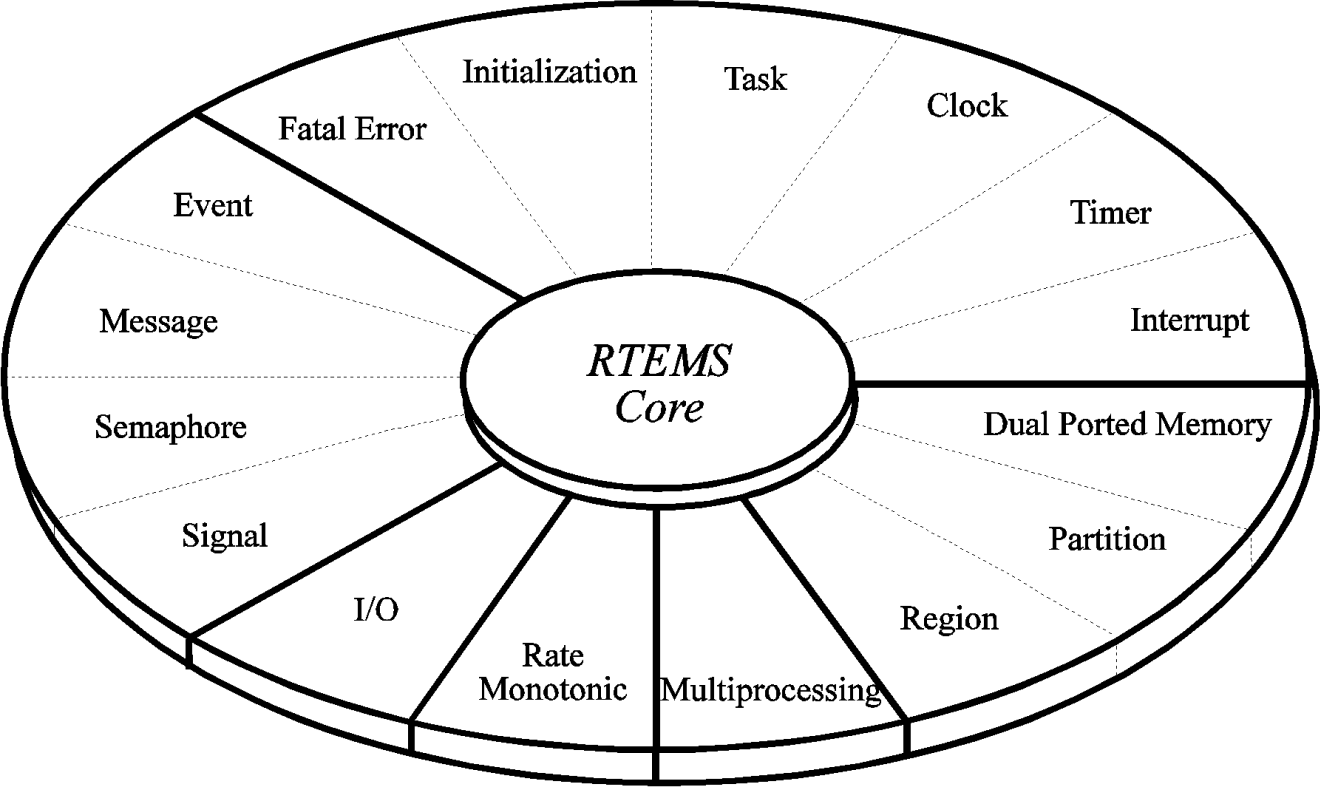 Initialization
Task
Clock
Fatal Error
Timer
Event
Interrupt
Message
RTEMS
Core
Semaphore
Dual Ported Memory
Signal
Partition
I/O
Region
Rate
Monotonic
Multiprocessing